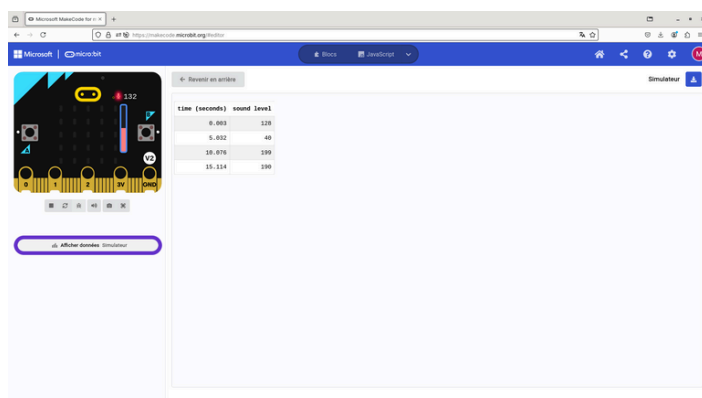 Microsoft MakeCode for m
https://makecode.microbit.org/#editor
Microsoft
micro:bit
Blocs
JavaScript
M
Revenir en arrière
Simulateur
132
B
A
V2
0 1 2 3V GND
Afficher données Simulateur
time (seconds) sound level
0.003 128
5.032 40
10.076 199
15.114 190